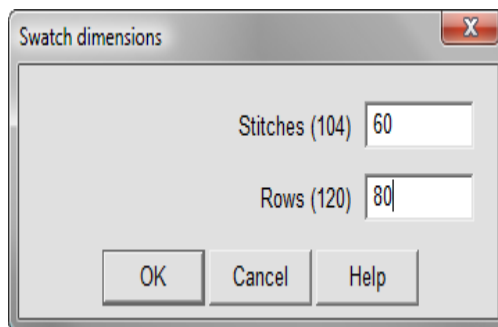 Swatch dimensions
Stitches (104) 60
Rows (120) 80
OK Cancel Help